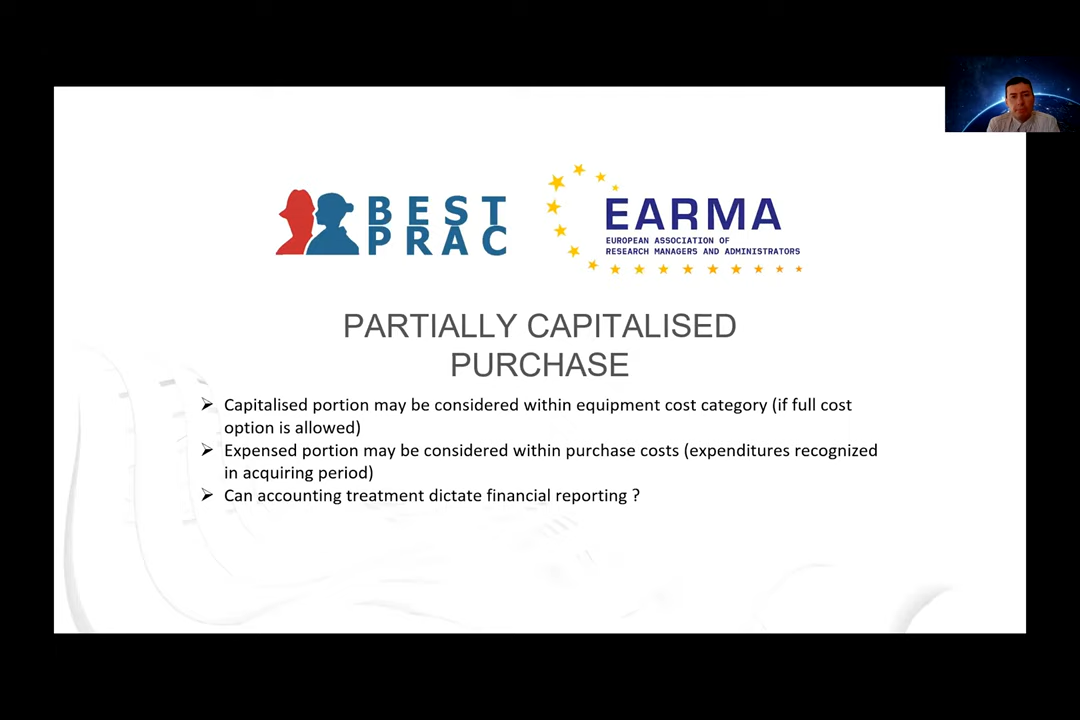 BEST
PRAC
EARMA
EUROPEAN ASSOCIATION OF
RESEARCH MANAGERS AND ADMINISTRATORS
PARTIALLY CAPITALISED
PURCHASE
➢ Capitalised portion may be considered within equipment cost category (if full cost
option is allowed)
➢ Expensed portion may be considered within purchase costs (expenditures recognized
in acquiring period)
➢ Can accounting treatment dictate financial reporting ?